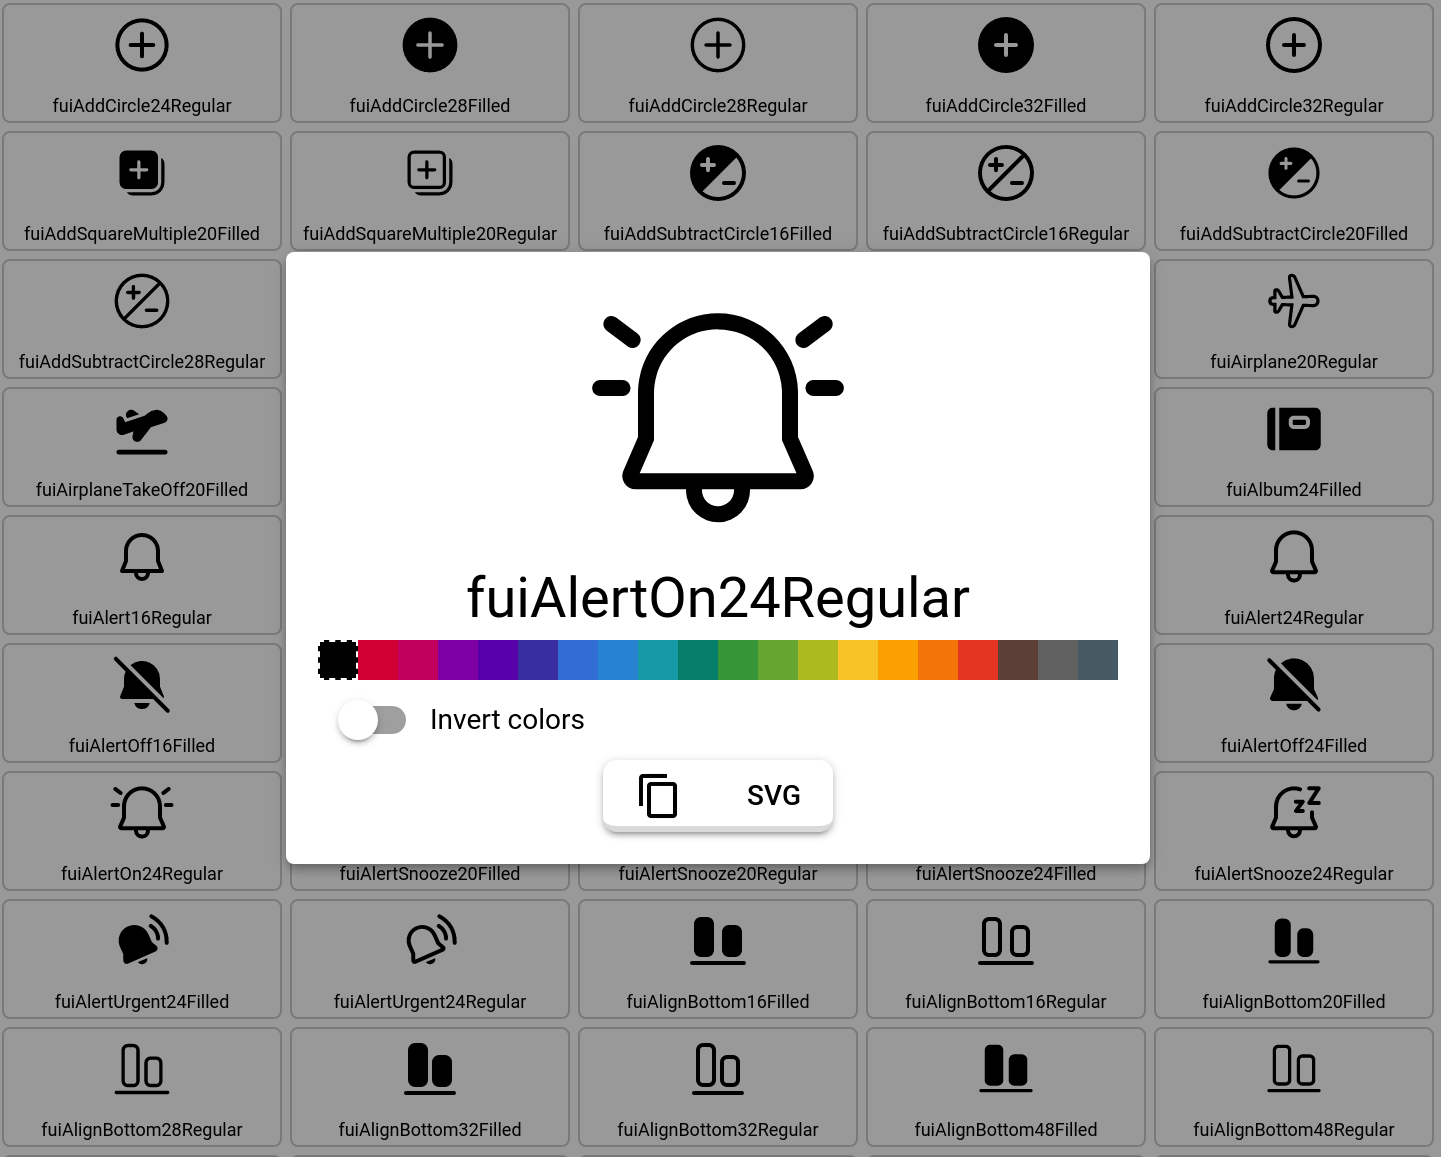 fuiAddCircle24Regular
fuiAddCircle28Filled
fuiAddCircle28Regular
fuiAddCircle32Filled
fuiAddCircle32Regular
fuiAddSquareMultiple20Filled
fuiAddSquareMultiple20Regular
fuiAddSubtractCircle16Filled
fuiAddSubtractCircle16Regular
fuiAddSubtractCircle20Filled
fuiAddSubtractCircle28Regular
fuiAirplane20Regular
fuiAirplaneTakeOff20Filled
fuiAlbum24Filled
fuiAlert16Regular
fuiAlert24Regular
fuiAlertOff16Filled
fuiAlertOff24Filled
fuiAlertOn24Regular
Invert colors
SVG
fuiAlertOn24Regular
fuiAlertSnooze20Filled
fuiAlertSnooze20Regular
fuiAlertSnooze24Filled
zZ
fuiAlertSnooze24Regular
fuiAlertUrgent24Filled
fuiAlertUrgent24Regular
fuiAlignBottom16Filled
fuiAlignBottom16Regular
fuiAlignBottom20Filled
fuiAlignBottom28Regular
fuiAlignBottom32Filled
fuiAlignBottom32Regular
fuiAlignBottom48Filled
fuiAlignBottom48Regular